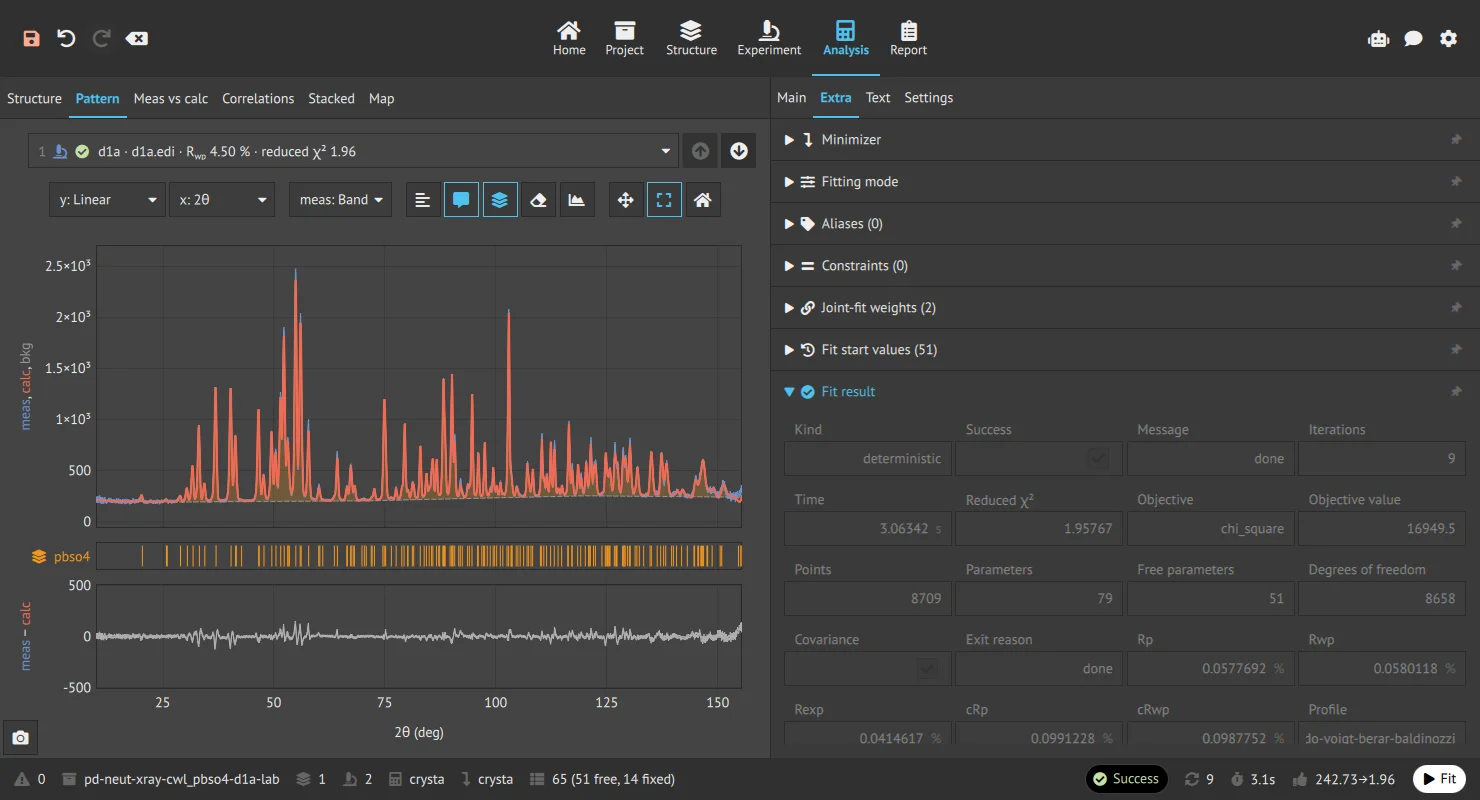 Home Project Structure Experiment Analysis Report
Structure Pattern Meas vs calc Correlations Stacked Map
Main Extra Text Settings
1 d1a · d1a.edi · Rwp 4.50 % · reduced χ² 1.96
y: Linear x: 2θ meas: Band
2.5×10³
2×10³
1.5×10³
1×10³
500
0
meas, calc, bkg
pbso4
500
0
-500
meas − calc
25 50 75 100 125 150
2θ (deg)
Minimizer
Fitting mode
Aliases (0)
Constraints (0)
Joint-fit weights (2)
Fit start values (51)
Fit result
Kind Success Message Iterations
deterministic done 9
Time Reduced χ² Objective Objective value
3.06342 s 1.95767 chi_square 16949.5
Points Parameters Free parameters Degrees of freedom
8709 79 51 8658
Covariance Exit reason Rp Rwp
done 0.0577692 % 0.0580118 %
Rexp cRp cRwp Profile
0.0414617 % 0.0991228 % 0.0987752 % do-voigt-berar-baldinozzi
0 pd-neut-xray-cwl_pbso4-d1a-lab 1 2 crysta crysta 65 (51 free, 14 fixed) Success 9 3.1s 242.73→1.96 Fit